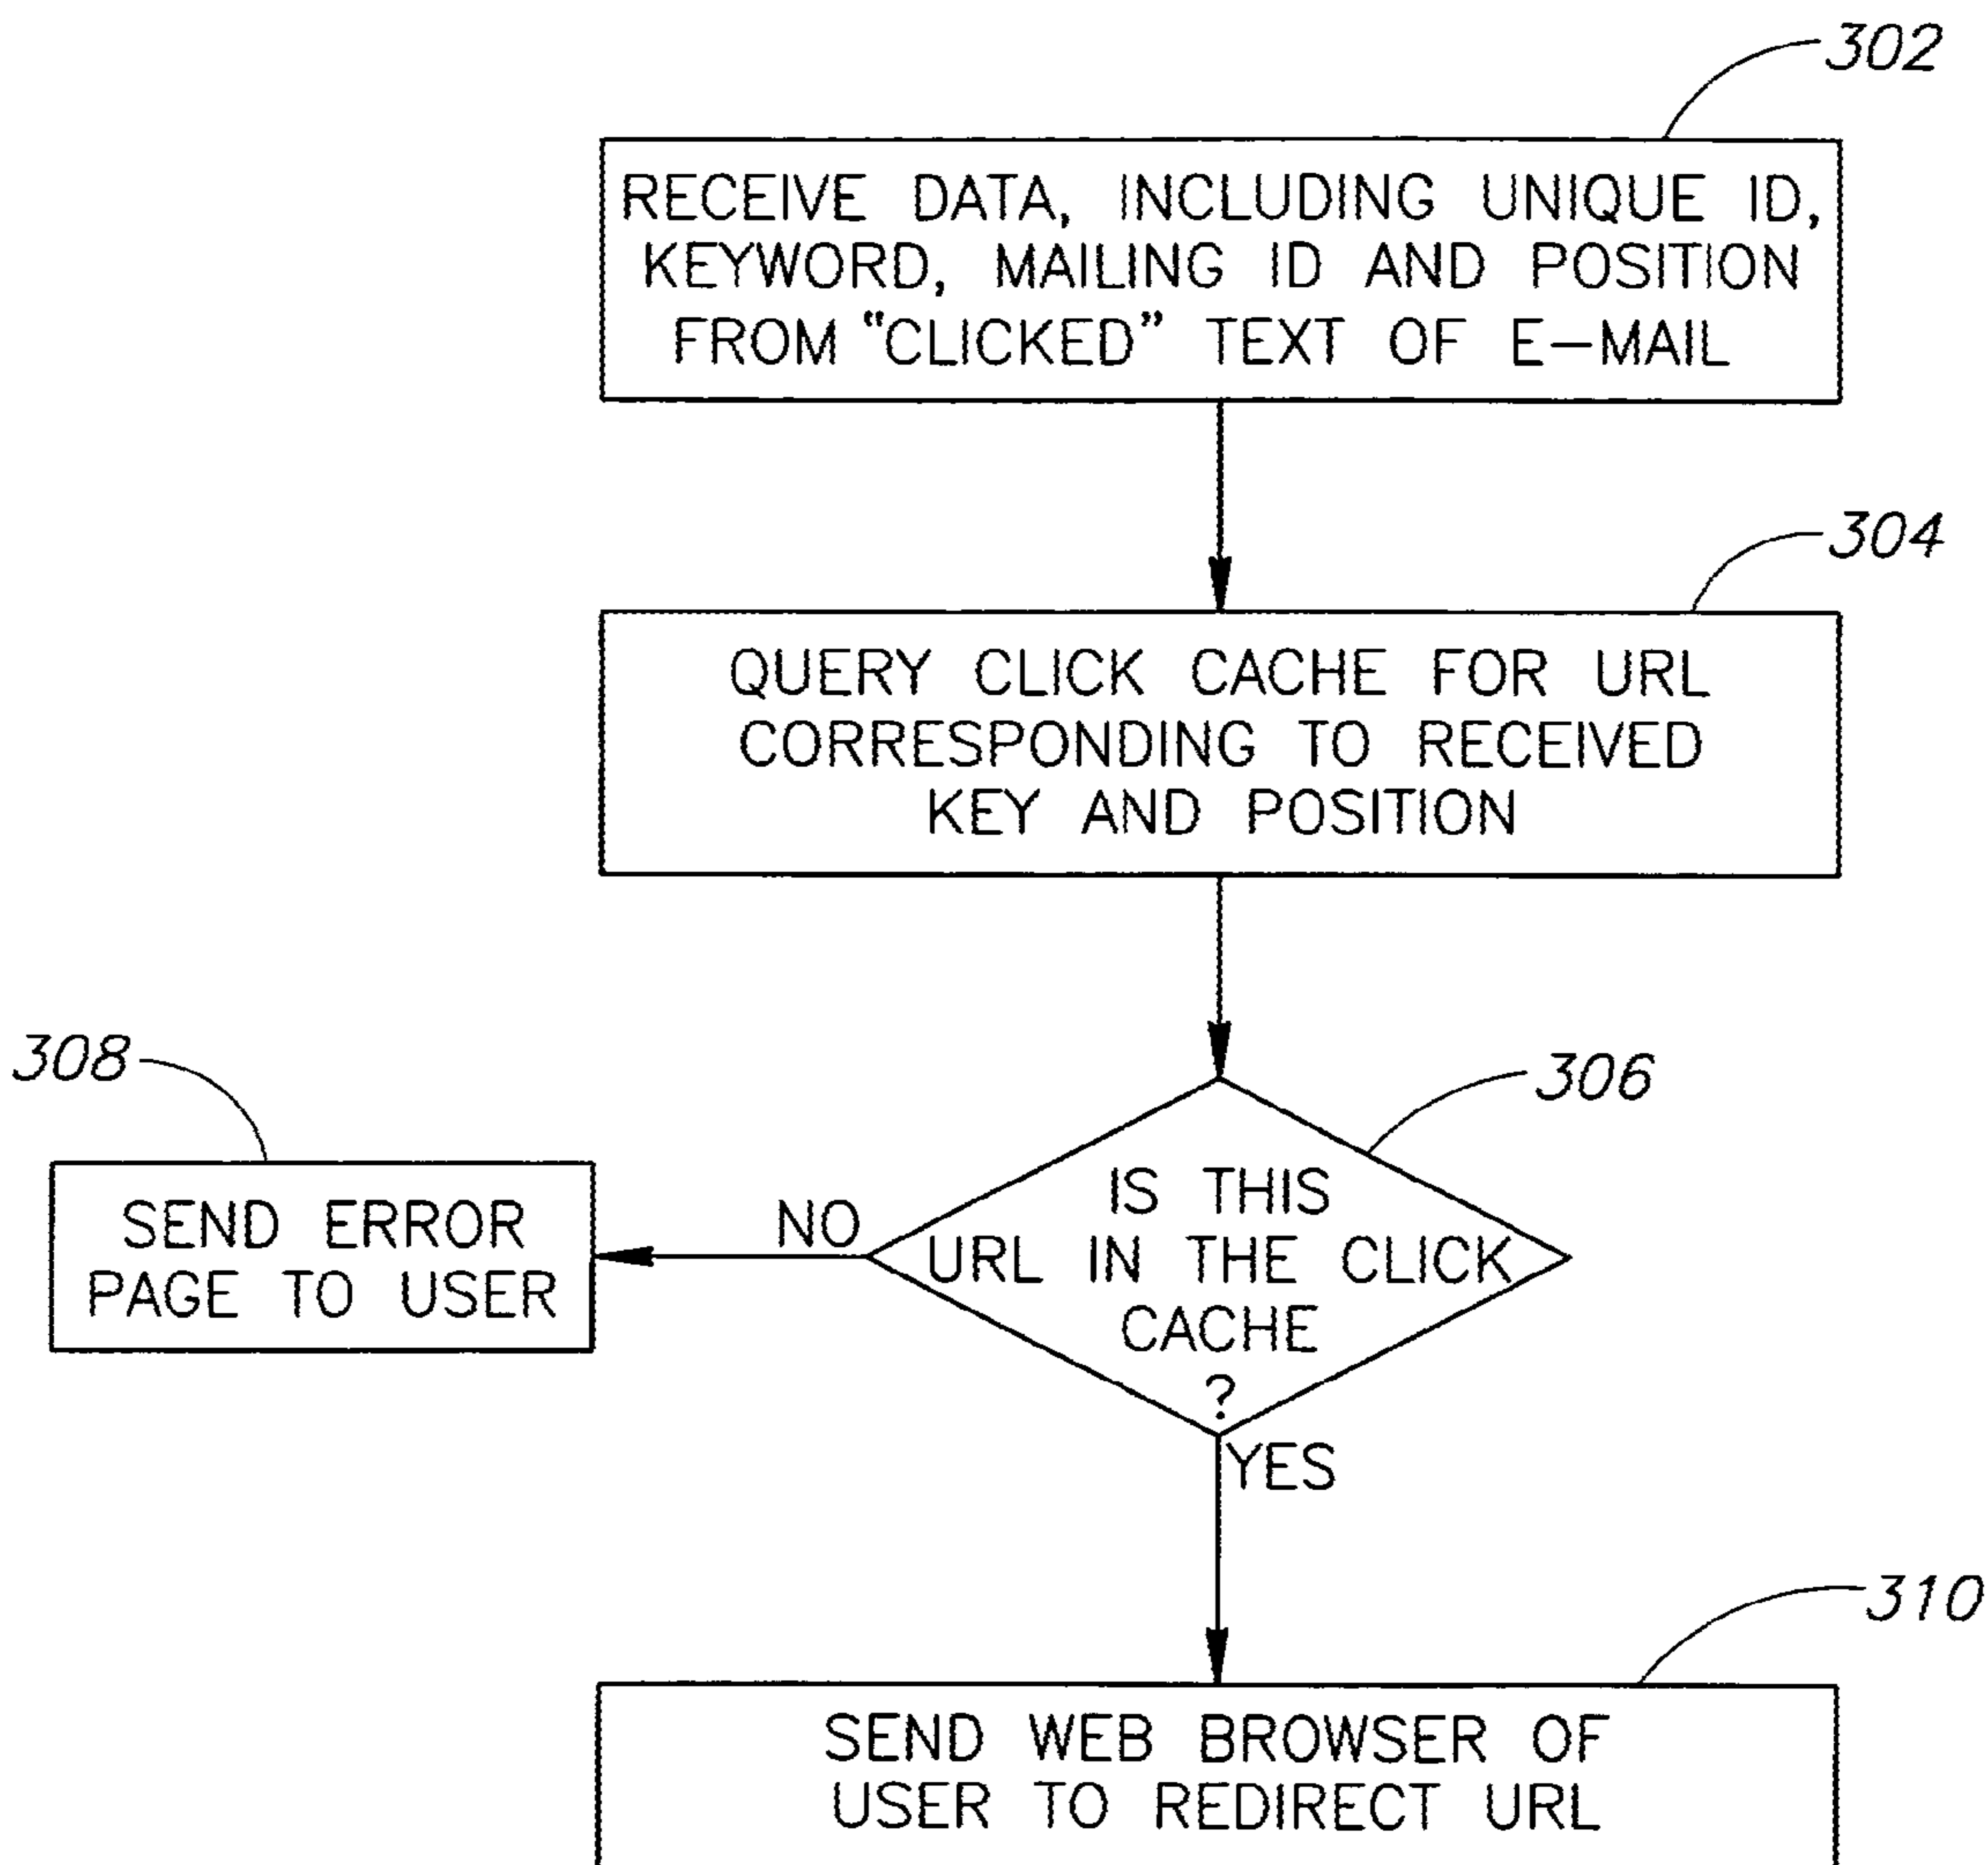 302
RECEIVE DATA, INCLUDING UNIQUE ID,
KEYWORD, MAILING ID AND POSITION
FROM "CLICKED" TEXT OF E-MAIL
304
QUERY CLICK CACHE FOR URL
CORRESPONDING TO RECEIVED
KEY AND POSITION
308
306
SEND ERROR
PAGE TO USER
NO
IS THIS
URL IN THE CLICK
CACHE
?
YES
310
SEND WEB BROWSER OF
USER TO REDIRECT URL